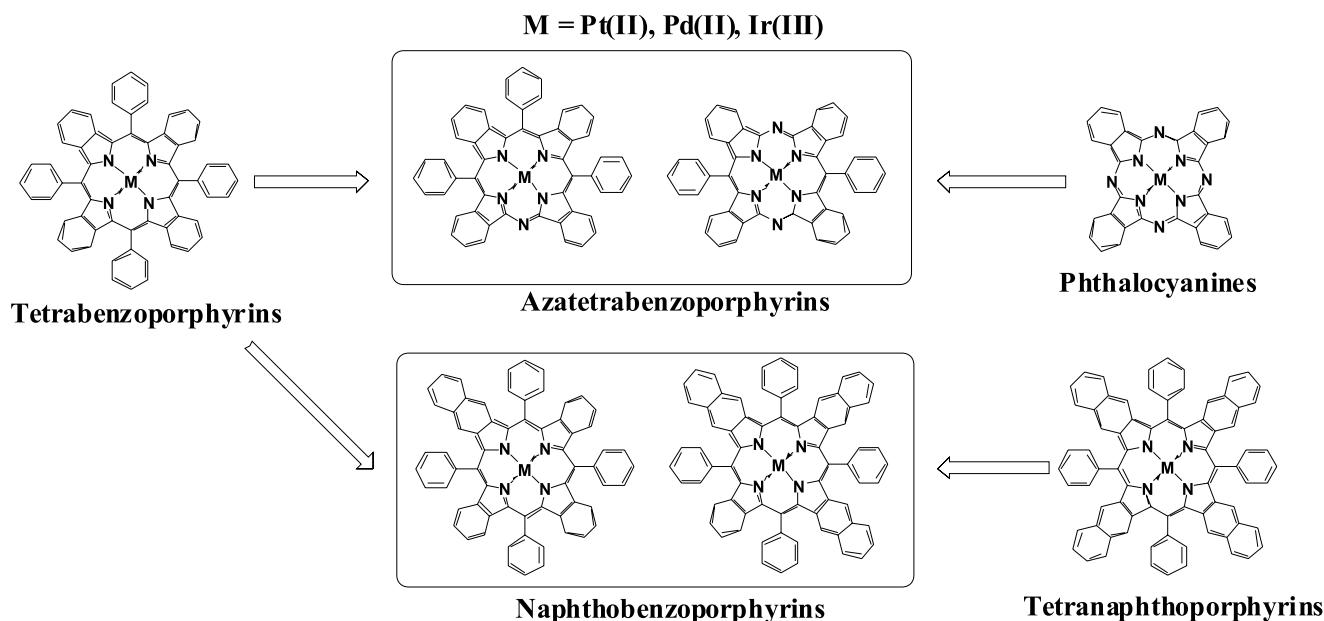 M = Pt(II), Pd(II), Ir(III)
N
N
N
M
N
N
Tetrabenzoporphyrins
N
N
M
N
N
N
N
N
N
M
N
N
N
Azatetrabenzoporphyrins
N
N
N
N
M
N
N
N
N
Phthalocyanines
N
N
M
N
N
N
N
M
N
N
Naphthobenzoporphyrins
N
N
M
N
N
Tetranaphthoporphyrins